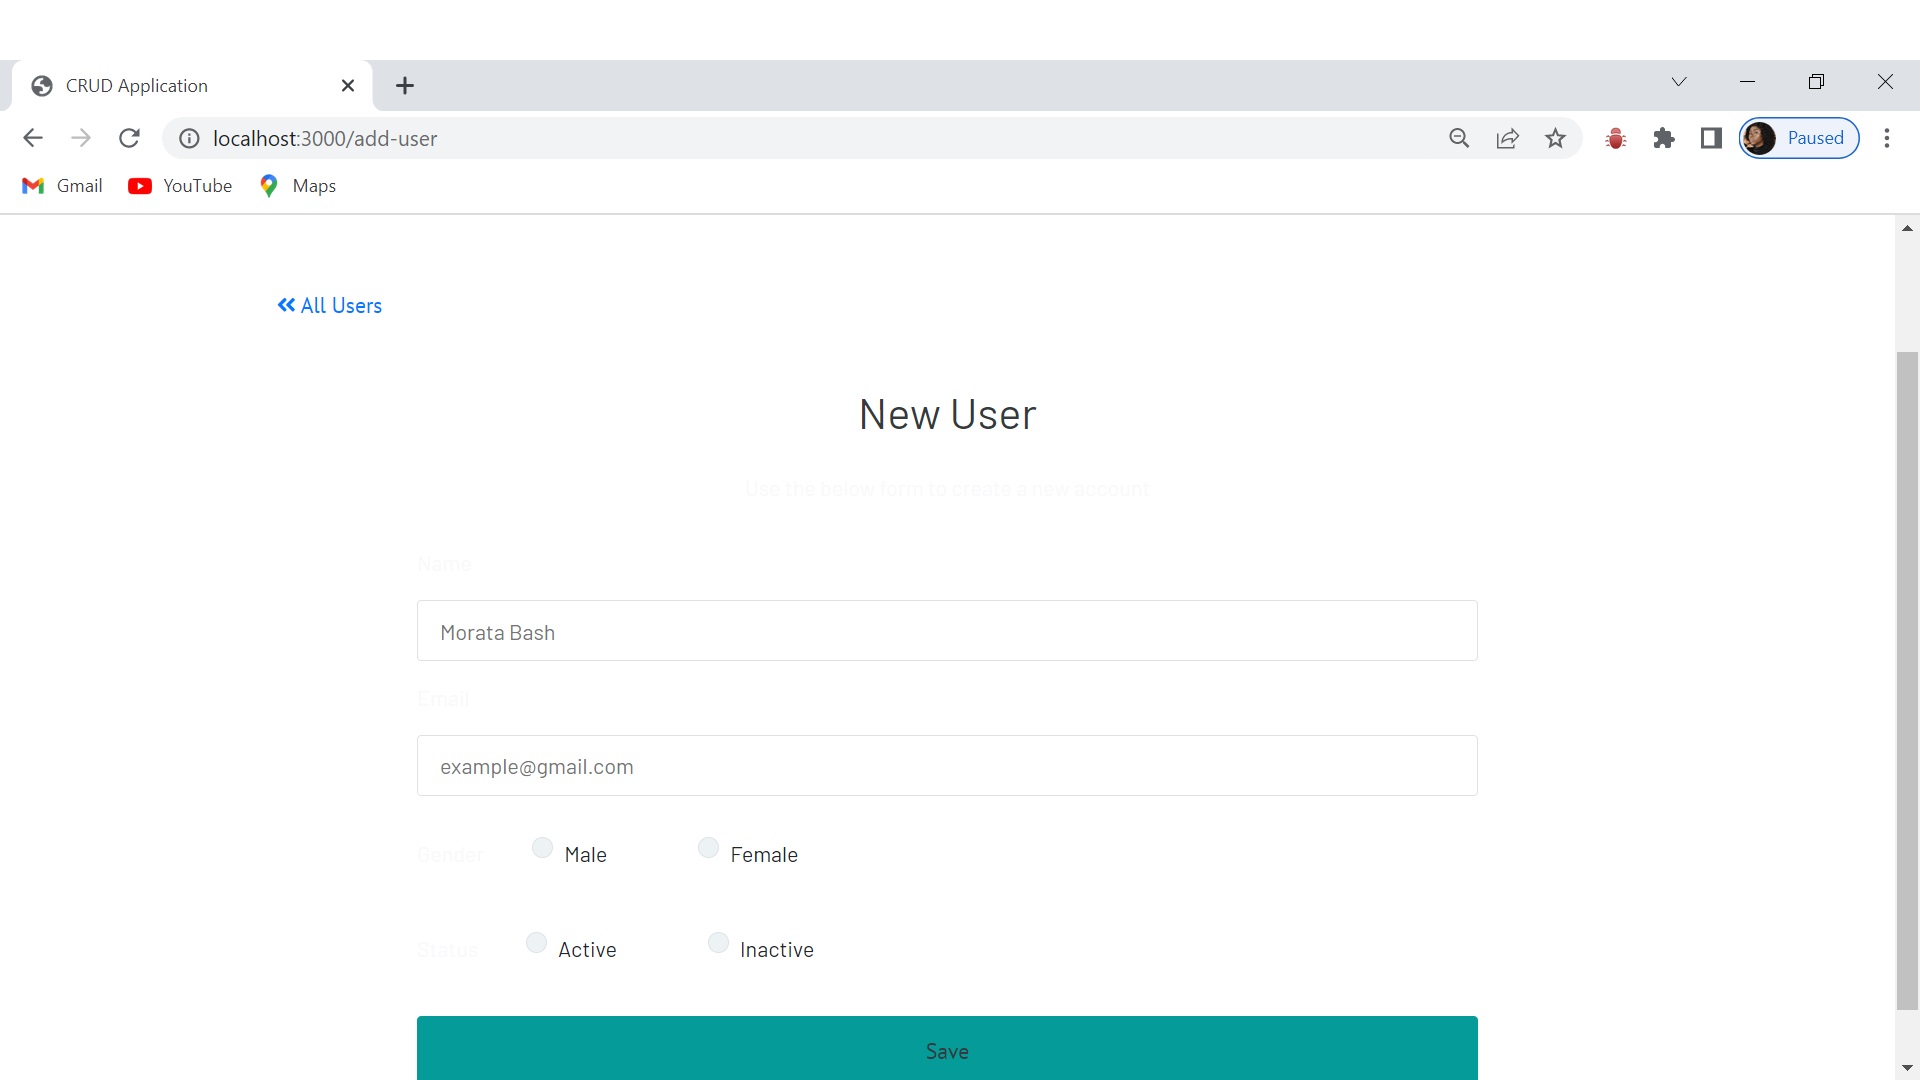 CRUD Application
localhost:3000/add-user
Paused
Gmail YouTube Maps
All Users
New User
Use the below form to create a new account
Name
Morata Bash
Email
example@gmail.com
Gender Male Female
Status Active Inactive
Save